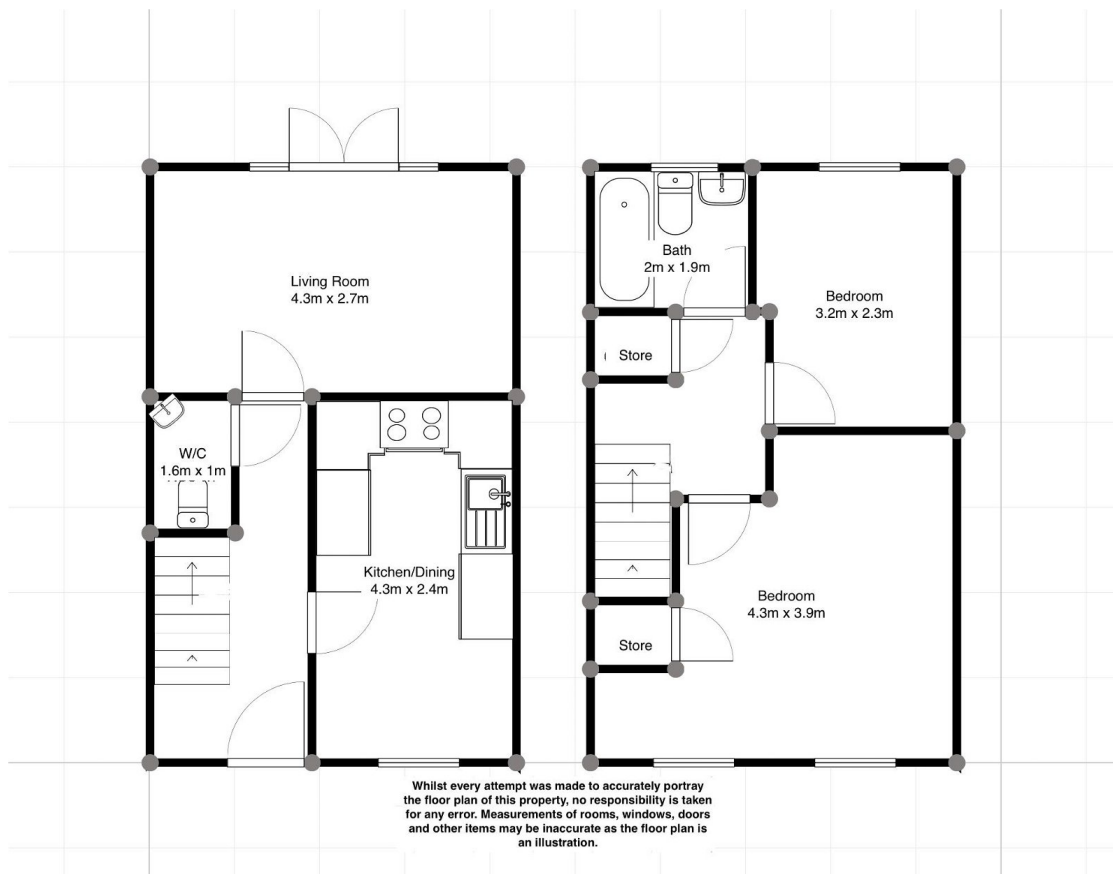 Living Room
4.3m x 2.7m
W/C
1.6m x 1m
Kitchen/Dining
4.3m x 2.4m
Bath
2m x 1.9m
Bedroom
3.2m x 2.3m
Store
Bedroom
4.3m x 3.9m
Store
Whilst every attempt was made to accurately portray
the floor plan of this property, no responsibility is taken
for any error. Measurements of rooms, windows, doors
and other items may be inaccurate as the floor plan is
an illustration.